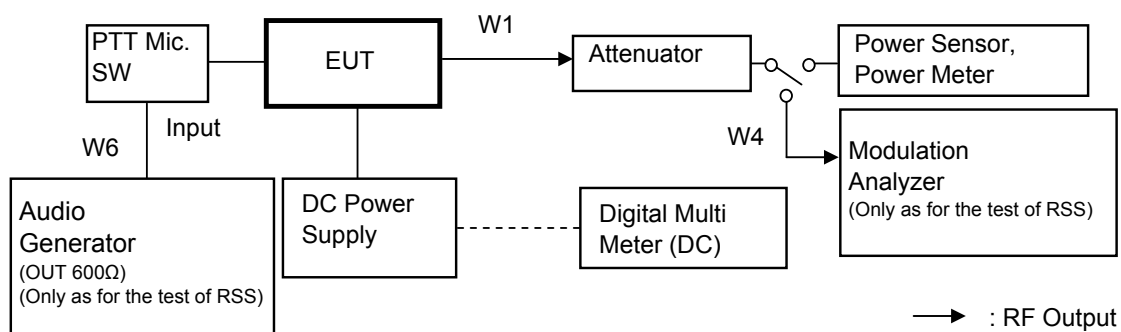 PTT Mic.
SW
EUT
W1
Attenuator
Power Sensor,
Power Meter
Input
W6
W4
Audio
Generator
(OUT 600Ω)
(Only as for the test of RSS)
DC Power
Supply
Digital Multi
Meter (DC)
Modulation
Analyzer
(Only as for the test of RSS)
: RF Output